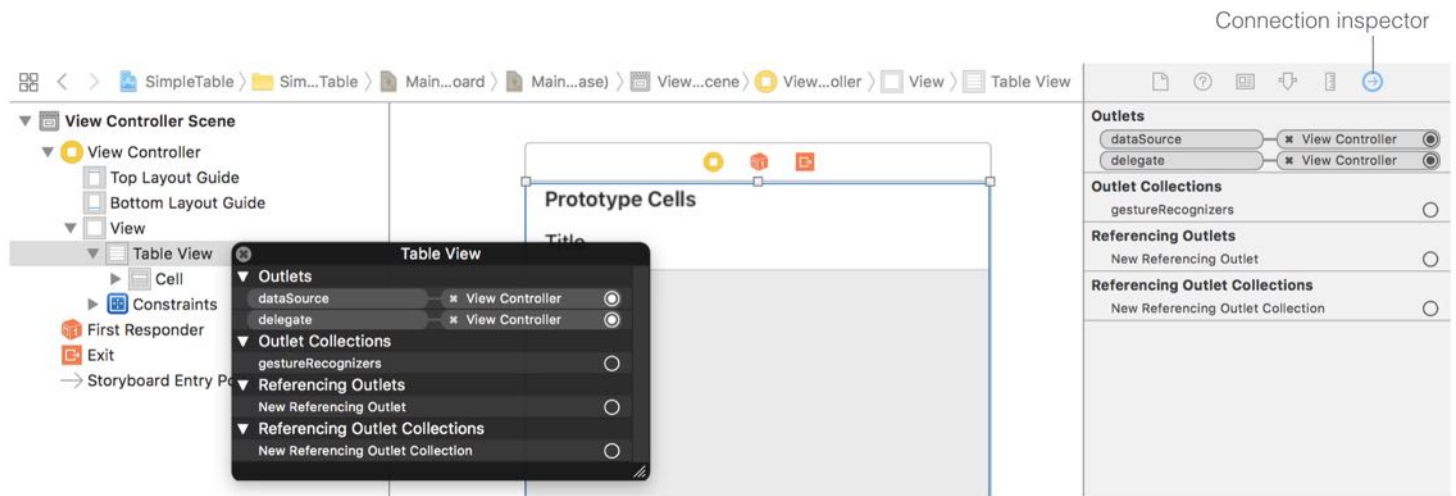 Connection inspector
SimpleTable
Sim...Table
Main...oard
Main...ase)
View...cene)
View...oller
View
Table View
View Controller Scene
View Controller
Top Layout Guide
Bottom Layout Guide
View
Table View
Cell
Constraints
First Responder
Exit
Storyboard Entry Po
Prototype Cells
Title
Table View
Outlets
dataSource
View Controller
delegate
View Controller
Outlet Collections
gestureRecognizers
Referencing Outlets
New Referencing Outlet
Referencing Outlet Collections
New Referencing Outlet Collection
Outlets
dataSource
View Controller
delegate
View Controller
Outlet Collections
gestureRecognizers
Referencing Outlets
New Referencing Outlet
Referencing Outlet Collections
New Referencing Outlet Collection